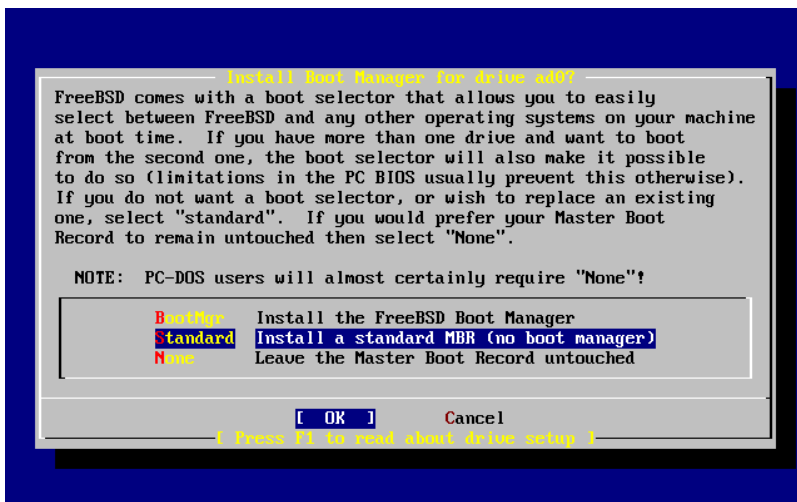 Install Boot Manager for drive ad0?
FreeBSD comes with a boot selector that allows you to easily
select between FreeBSD and any other operating systems on your machine
at boot time.  If you have more than one drive and want to boot
from the second one, the boot selector will also make it possible
to do so (limitations in the PC BIOS usually prevent this otherwise).
If you do not want a boot selector, or wish to replace an existing
one, select "standard".  If you would prefer your Master Boot
Record to remain untouched then select "None".
NOTE:  PC-DOS users will almost certainly require "None"!
BootMgr   Install the FreeBSD Boot Manager
Standard  Install a standard MBR (no boot manager)
None      Leave the Master Boot Record untouched
[  OK  ]      Cancel
[ Press F1 to read about drive setup ]